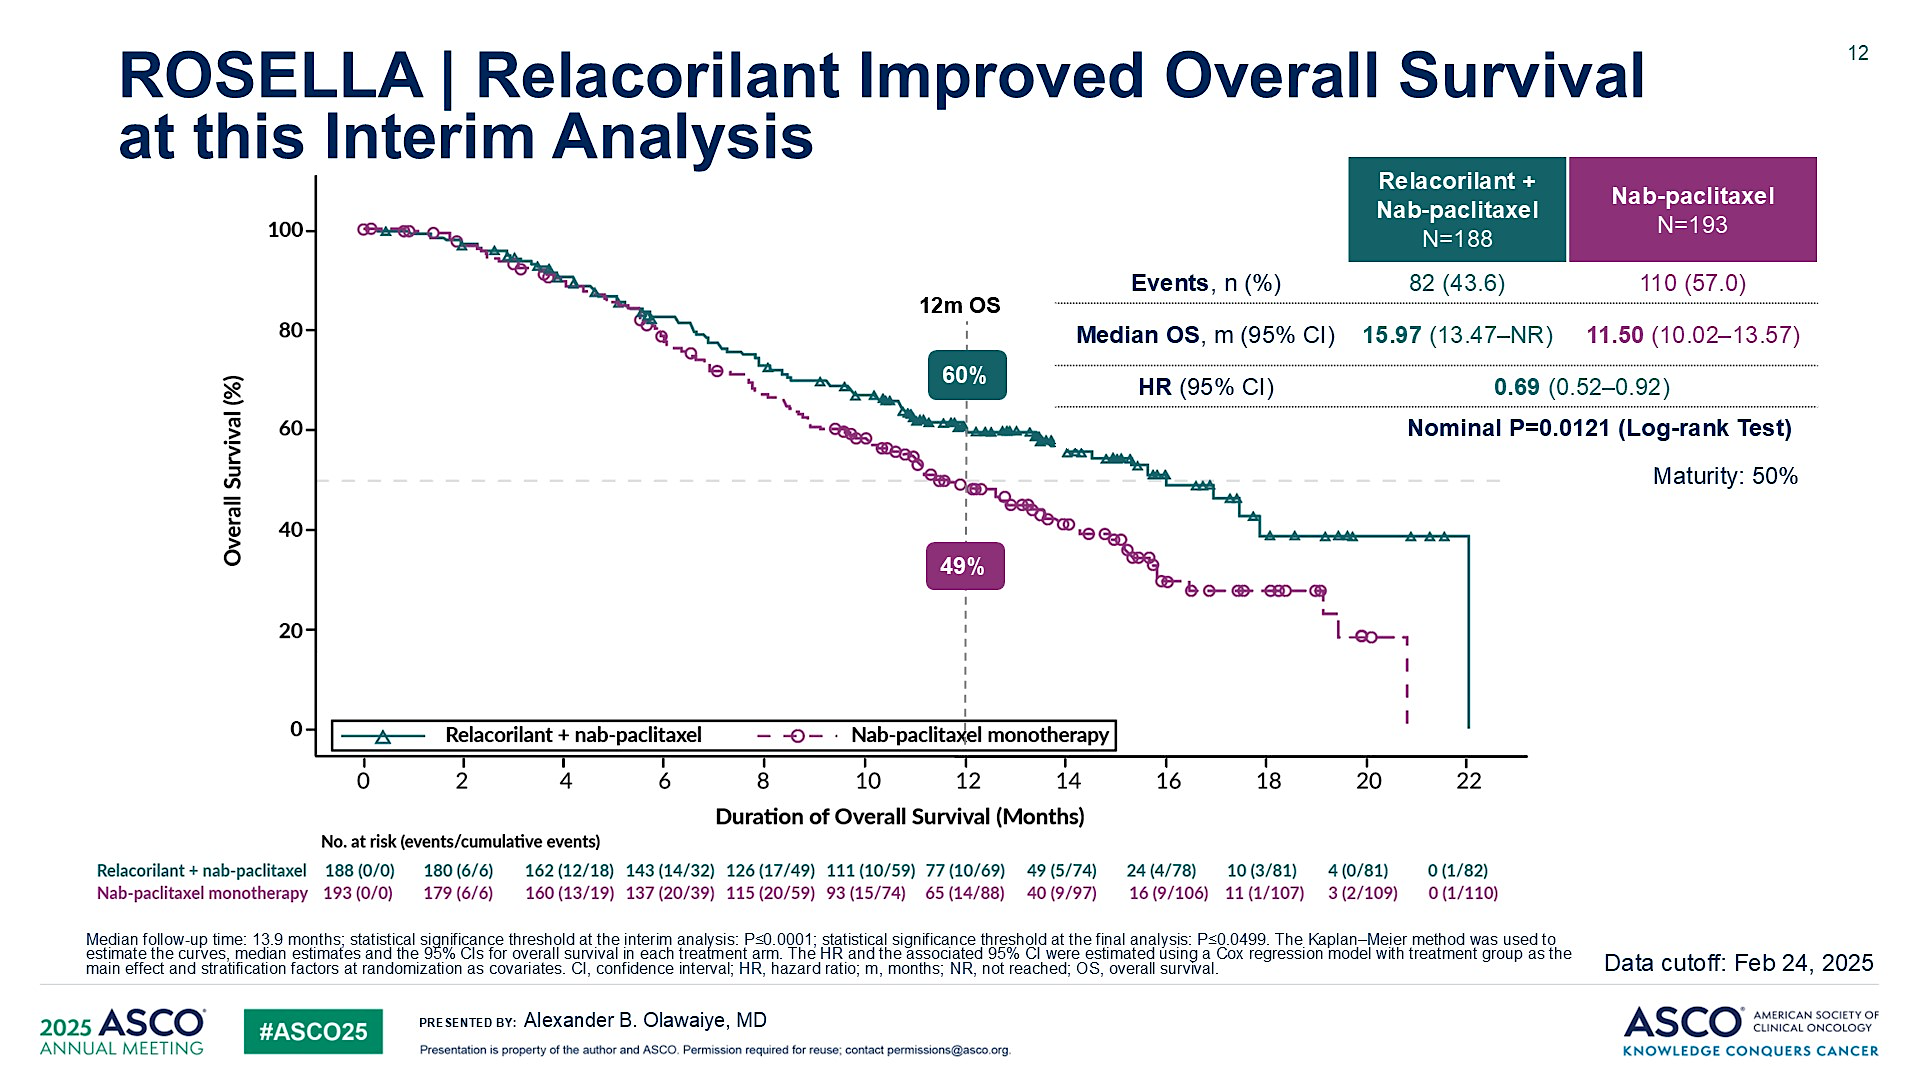 12
ROSELLA | Relacorilant Improved Overall Survival
at this Interim Analysis
Relacorilant +
Nab-paclitaxel
N=188
Nab-paclitaxel
N=193
Events, n (%) 82 (43.6) 110 (57.0)
Median OS, m (95% CI) 15.97 (13.47–NR) 11.50 (10.02–13.57)
HR (95% CI) 0.69 (0.52–0.92)
Nominal P=0.0121 (Log-rank Test)
Maturity: 50%
Overall Survival (%)
100
80
60
40
20
0
12m OS
60%
49%
Relacorilant + nab-paclitaxel
Nab-paclitaxel monotherapy
0 2 4 6 8 10 12 14 16 18 20 22
Duration of Overall Survival (Months)
No. at risk (events/cumulative events)
Relacorilant + nab-paclitaxel 188 (0/0) 180 (6/6) 162 (12/18) 143 (14/32) 126 (17/49) 111 (10/59) 77 (10/69) 49 (5/74) 24 (4/78) 10 (3/81) 4 (0/81) 0 (1/82)
Nab-paclitaxel monotherapy 193 (0/0) 179 (6/6) 160 (13/19) 137 (20/39) 115 (20/59) 93 (15/74) 65 (14/88) 40 (9/97) 16 (9/106) 11 (1/107) 3 (2/109) 0 (1/110)
Median follow-up time: 13.9 months; statistical significance threshold at the interim analysis: P≤0.0001; statistical significance threshold at the final analysis: P≤0.0499. The Kaplan–Meier method was used to
estimate the curves, median estimates and the 95% CIs for overall survival in each treatment arm. The HR and the associated 95% CI were estimated using a Cox regression model with treatment group as the
main effect and stratification factors at randomization as covariates. CI, confidence interval; HR, hazard ratio; m, months; NR, not reached; OS, overall survival.
Data cutoff: Feb 24, 2025
2025 ASCO®
ANNUAL MEETING
#ASCO25
PRESENTED BY: Alexander B. Olawaiye, MD
Presentation is property of the author and ASCO. Permission required for reuse; contact permissions@asco.org.
ASCO® AMERICAN SOCIETY OF
CLINICAL ONCOLOGY
KNOWLEDGE CONQUERS CANCER